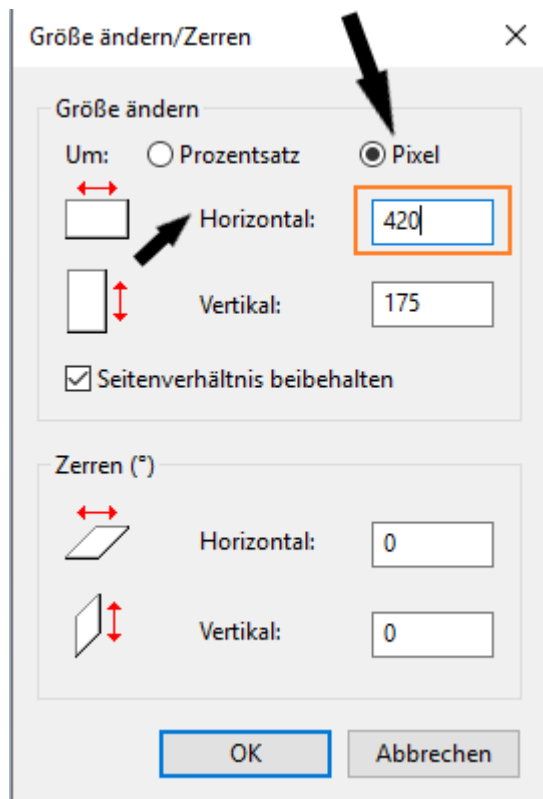 Größe ändern/Zerren
Größe ändern
Um: Prozentsatz Pixel
Horizontal: 420
Vertikal: 175
Seitenverhältnis beibehalten
Zerren (°)
Horizontal: 0
Vertikal: 0
OK Abbrechen